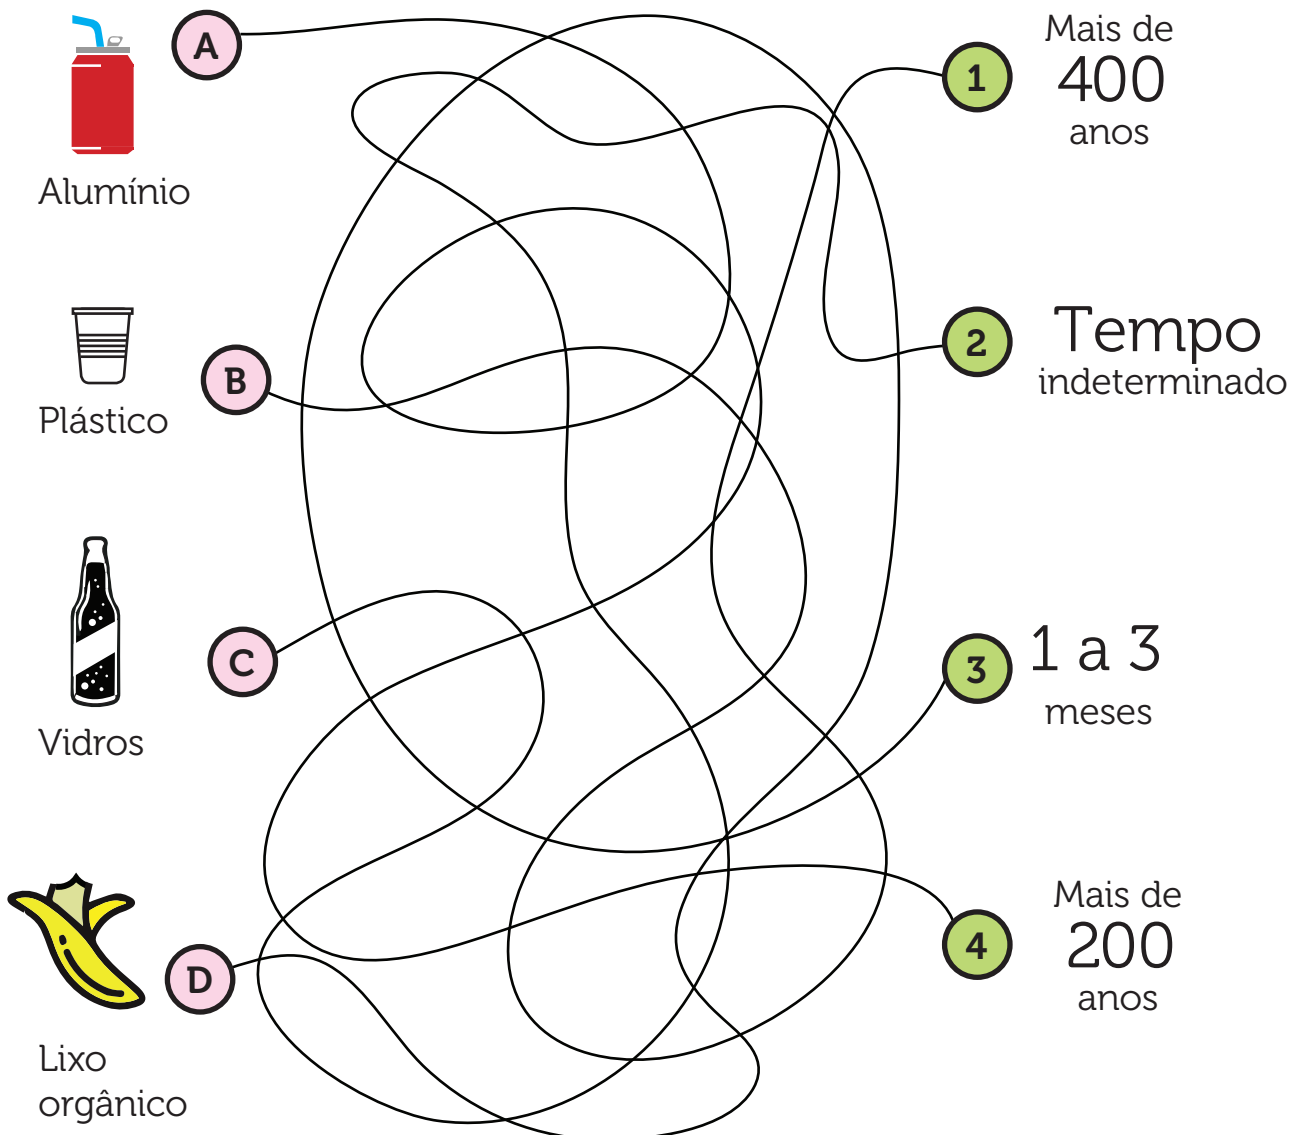 A
Alumínio
1
Mais de
400
anos
B
Plástico
2
Tempo
indeterminado
C
Vidros
3
1 a 3
meses
D
Lixo
orgânico
4
Mais de
200
anos